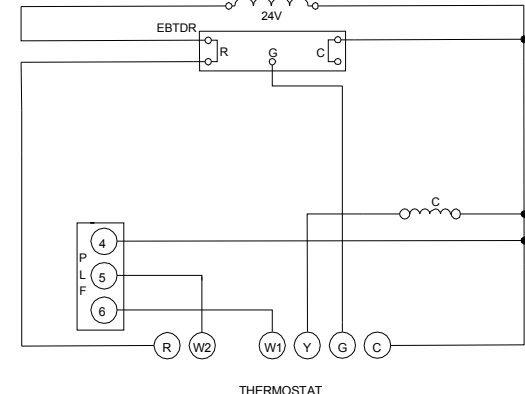 24V
EBTDR
R G C
C
4
P
L 5
F
6
R W2 W1 Y G C
THERMOSTAT